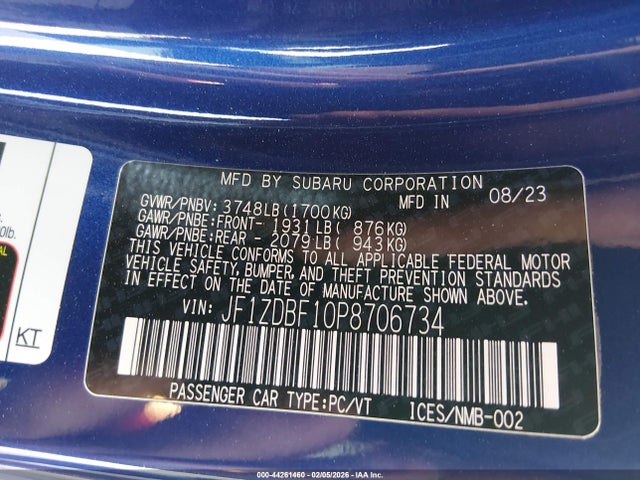 MFD BY SUBARU CORPORATION
GVWR/PNBV: 3748LB(1700KG) MFD IN 08/23
GAWR/PNBE:FRONT- 1931LB( 876KG)
GAWR/PNBE:REAR - 2079LB( 943KG)
THIS VEHICLE CONFORMS TO ALL APPLICABLE FEDERAL MOTOR
VEHICLE SAFETY, BUMPER, AND THEFT PREVENTION STANDARDS
IN EFFECT ON THE DATE OF MANUFACTURE SHOWN ABOVE.
VIN: JF1ZDBF10P8706734
PASSENGER CAR TYPE:PC/VT ICES/NMB-002
lb.
KT
000-44261460 - 02/05/2026 - IAA Inc.